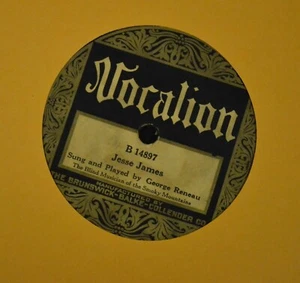 Vocalion
B 14897
Jesse James
Sung and Played by George Reneau
The Blind Musician of the Smoky Mountains
MANUFACTURED BY
THE BRUNSWICK-BALKE-COLLENDER CO.